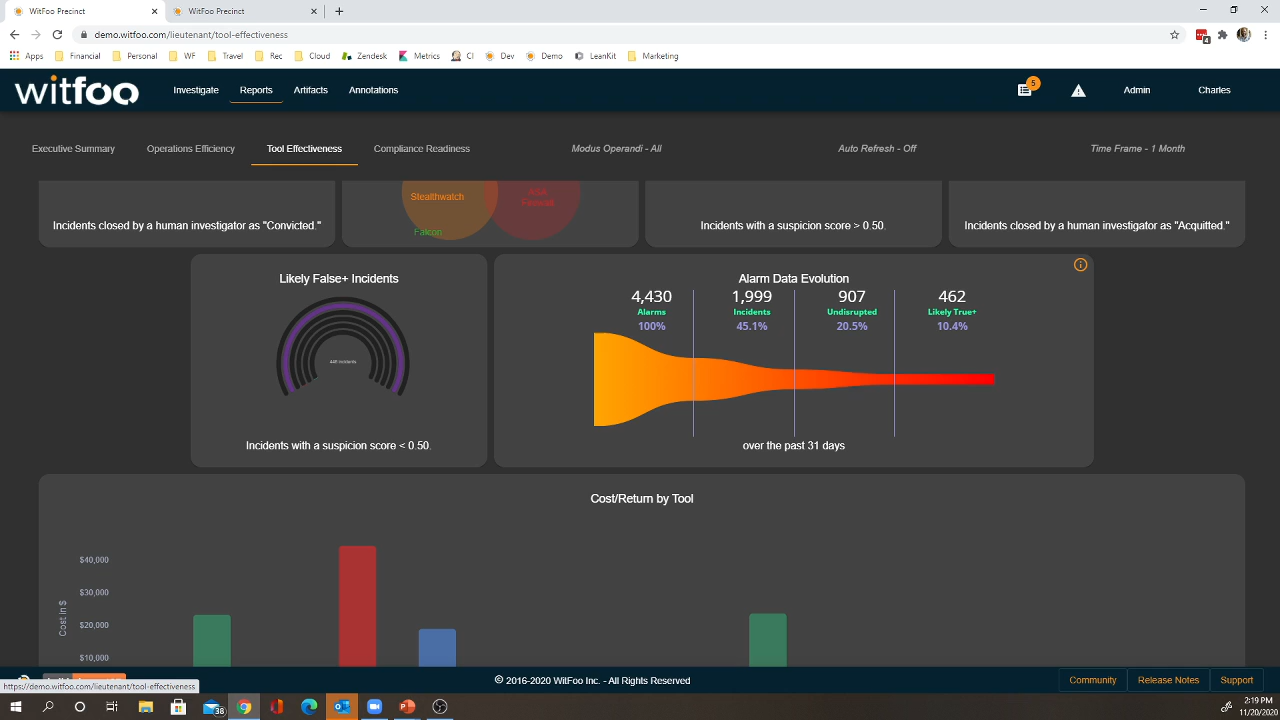 WitFoo Precinct
WitFoo Precinct
demo.witfoo.com/lieutenant/tool-effectiveness
4
Apps Financial Personal WF Travel Rec Cloud Zendesk Metrics CI Dev Demo LeanKit Marketing
witfoo Investigate Reports Artifacts Annotations 5 Admin Charles
Executive Summary Operations Efficiency Tool Effectiveness Compliance Readiness Modus Operandi - All Auto Refresh - Off Time Frame - 1 Month
Stealthwatch
ASA
Firewall
Falcon
Incidents closed by a human investigator as "Convicted."
Incidents with a suspicion score > 0.50.
Incidents closed by a human investigator as "Acquitted."
Likely False+ Incidents
Incidents with a suspicion score < 0.50.
Alarm Data Evolution
4,430 1,999 907 462
Alarms Incidents Undisrupted Likely True+
100% 45.1% 20.5% 10.4%
over the past 31 days
Cost/Return by Tool
Cost in $
$40,000
$30,000
$20,000
$10,000
© 2016-2020 WitFoo Inc. - All Rights Reserved
Community Release Notes Support
https://demo.witfoo.com/lieutenant/tool-effectiveness
38
2:19 PM
11/20/2020